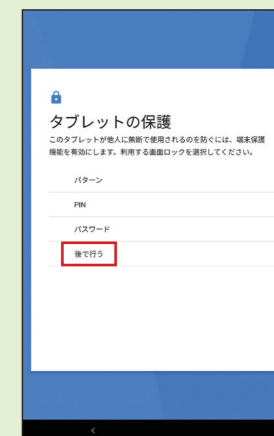 タブレットの保護
このタブレットが他人に無断で使用されるのを防ぐには、端末保護
機能を有効にします。利用する画面ロックを選択してください。
パターン
PIN
パスワード
後で行う